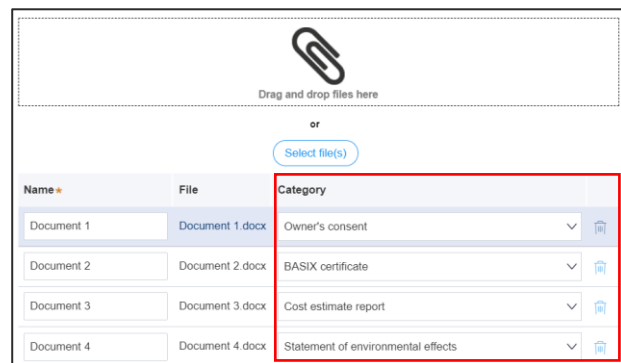 Drag and drop files here
or
Select file(s)
Name* File Category
Document 1 Document 1.docx Owner's consent
Document 2 Document 2.docx BASIX certificate
Document 3 Document 3.docx Cost estimate report
Document 4 Document 4.docx Statement of environmental effects